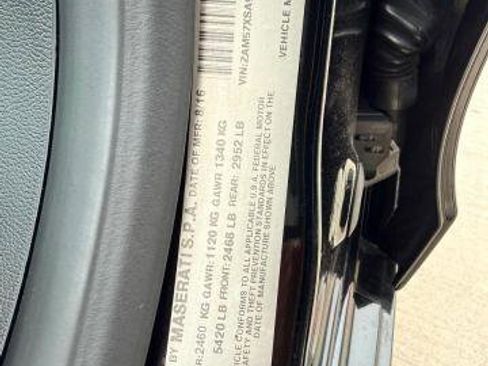 BY MASERATI S.P.A. DATE OF MFR: 8/16
R:2460 KG GAWR:1120 KG GAWR 1340 KG
5420 LB FRONT:2468 LB REAR: 2952 LB
ICLE CONFORMS TO ALL APPLICABLE U.S.A. FEDERAL MOTOR
AFETY AND THEFT PREVENTION STANDARDS IN EFFECT ON THE
DATE OF MANUFACTURE SHOWN ABOVE
VIN:ZAM57XSA
VEHICLE M